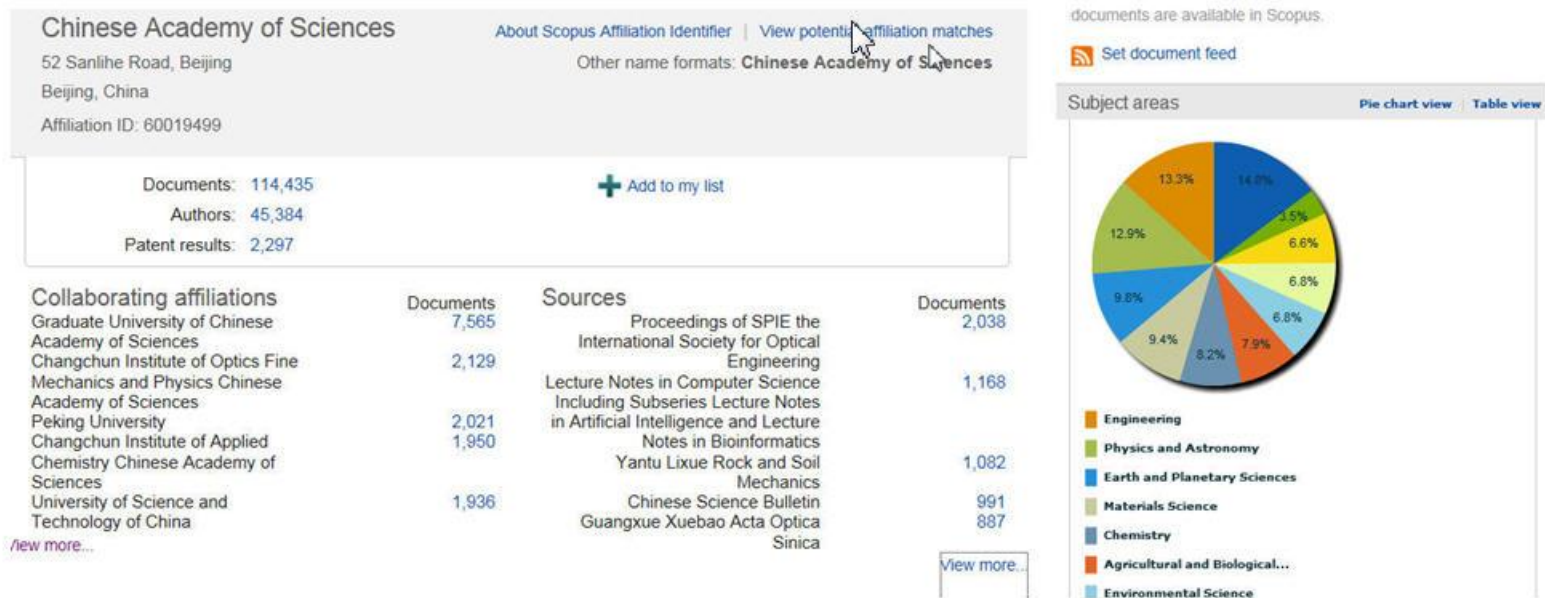 Chinese Academy of Sciences
52 Sanlihe Road, Beijing
Beijing, China
Affiliation ID: 60019499
About Scopus Affiliation Identifier | View potential affiliation matches
Other name formats: Chinese Academy of Sciences
Documents: 114,435
Authors: 45,384
Patent results: 2,297
Add to my list
Collaborating affiliations Documents
Graduate University of Chinese 7,565
Academy of Sciences
Changchun Institute of Optics Fine 2,129
Mechanics and Physics Chinese
Academy of Sciences
Peking University 2,021
Changchun Institute of Applied 1,950
Chemistry Chinese Academy of
Sciences
University of Science and 1,936
Technology of China
View more...
Sources Documents
Proceedings of SPIE the 2,038
International Society for Optical
Engineering
Lecture Notes in Computer Science 1,168
Including Subseries Lecture Notes
in Artificial Intelligence and Lecture
Notes in Bioinformatics
Yantu Lixue Rock and Soil 1,082
Mechanics
Chinese Science Bulletin 991
Guangxue Xuebao Acta Optica 887
Sinica
View more...
documents are available in Scopus.
Set document feed
Subject areas Pie chart view | Table view
13.3%
3.5%
12.9%
6.6%
6.8%
9.8%
6.8%
9.4%
8.2%
7.9%
Engineering
Physics and Astronomy
Earth and Planetary Sciences
Materials Science
Chemistry
Agricultural and Biological...
Environmental Science